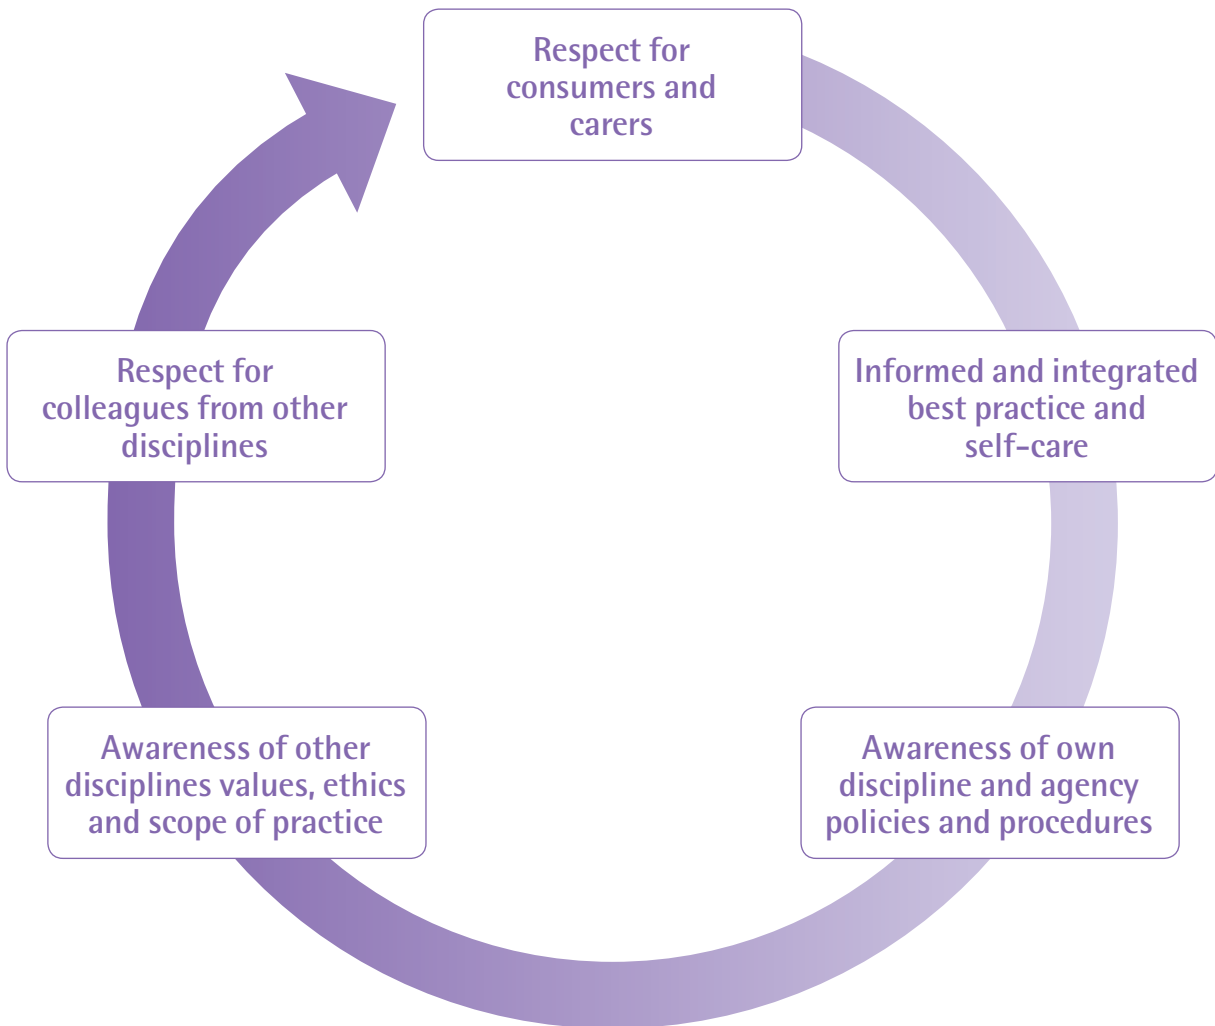 Respect for
consumers and
carers
Informed and integrated
best practice and
self-care
Awareness of own
discipline and agency
policies and procedures
Awareness of other
disciplines values, ethics
and scope of practice
Respect for
colleagues from other
disciplines